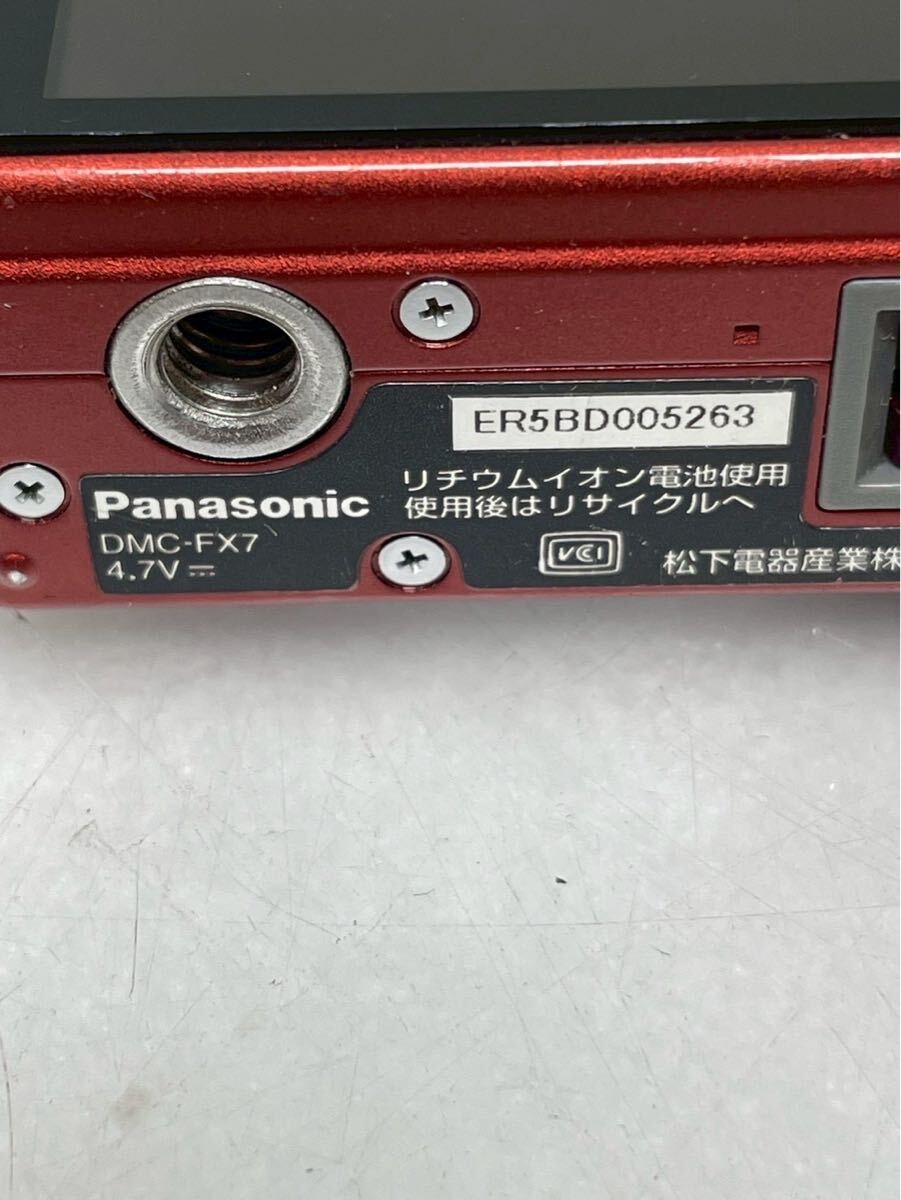 ER5BD005263
Panasonic
DMC-FX7
4.7V ⎓
リチウムイオン電池使用
使用後はリサイクルへ
VCI
松下電器産業株